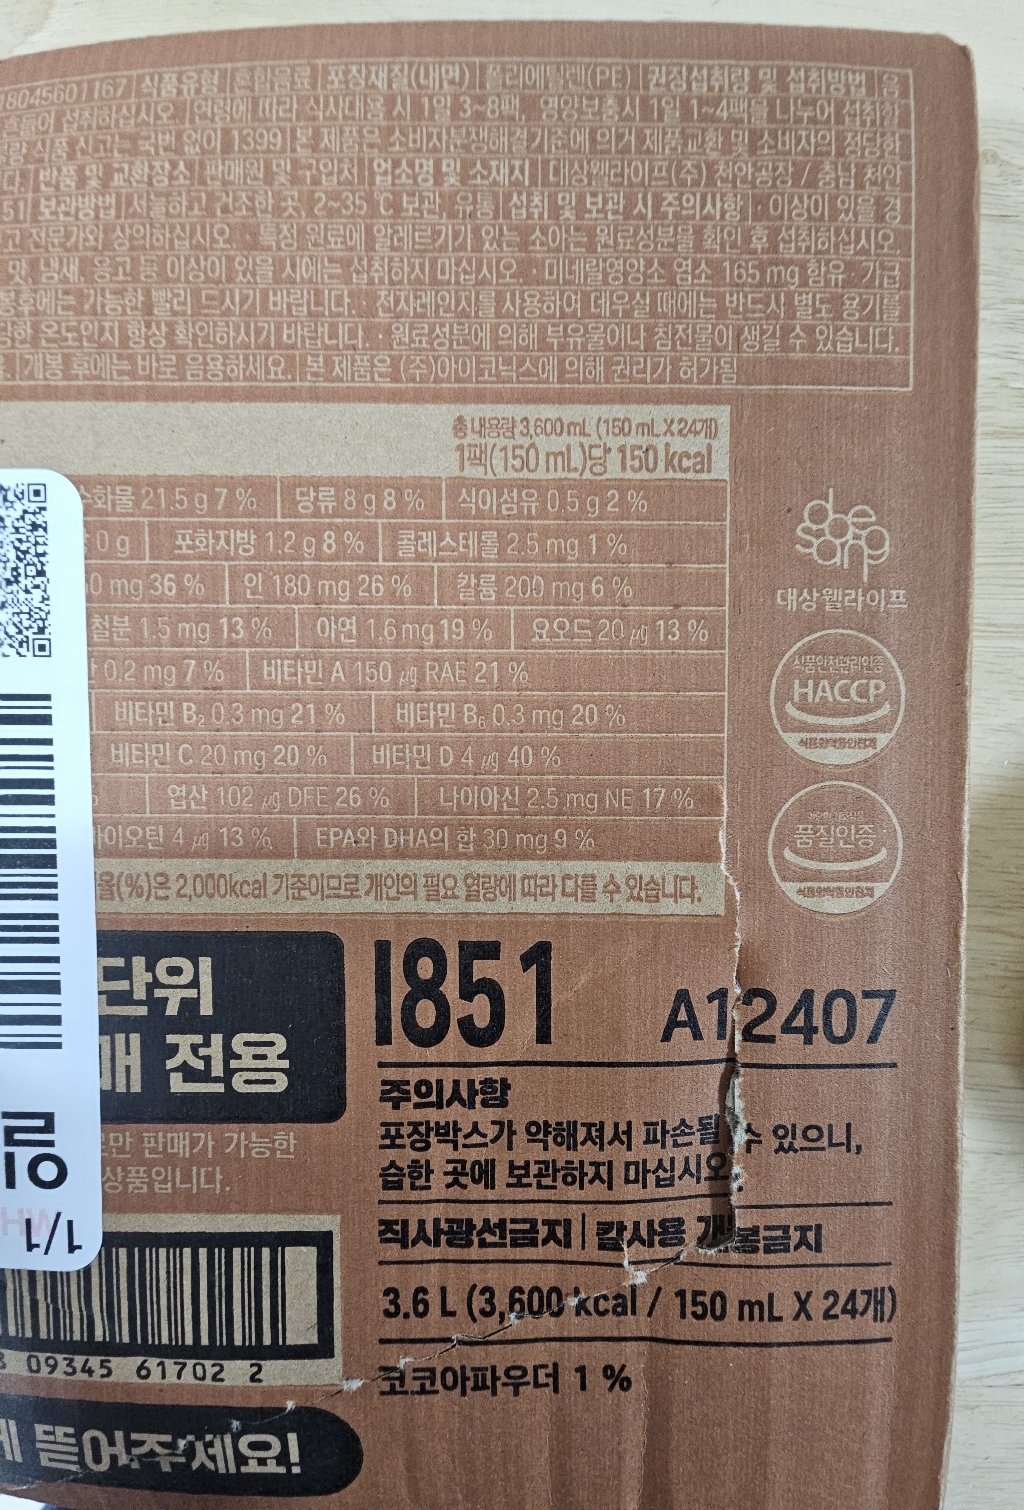 18045601167 식품유형 혼합음료 포장재질(내면) 폴리에틸렌(PE) 권장섭취량 및 섭취방법
섭취하십시오 연령에 따라 식사대용 시 1일 3~8팩, 영양보충시 1일 1~4팩을 나누어 섭취할
식품 신고는 국번 없이 1399 본 제품은 소비자분쟁해결기준에 의거 제품교환 및 소비자의 정당한
반품 및 교환장소 판매원 및 구입처 업소명 및 소재지 대상웰라이프(주) 천안공장 / 충남 천안
51 보관방법 서늘하고 건조한 곳, 2~35 ℃ 보관, 유통 섭취 및 보관 시 주의사항 · 이상이 있을 경
고 전문가와 상의하십시오 · 특정 원료에 알레르기가 있는 소아는 원료성분을 확인 후 섭취하십시오.
맛, 냄새, 응고 등 이상이 있을 시에는 섭취하지 마십시오 · 미네랄영양소 염소 165 mg 함유 · 가급
봉후에는 가능한 빨리 드시기 바랍니다. · 전자레인지를 사용하여 데우실 때에는 반드시 별도 용기를
당한 온도인지 항상 확인하시기 바랍니다. · 원료성분에 의해 부유물이나 침전물이 생길 수 있습니다.
개봉 후에는 바로 음용하세요. 본 제품은 (주)아이코닉스에 의해 권리가 허가됨
총 내용량 3,600 mL (150 mL X 24개)
1팩(150 mL)당 150 kcal
수화물 21.5 g 7 % 당류 8 g 8 % 식이섬유 0.5 g 2 %
0 g 포화지방 1.2 g 8 % 콜레스테롤 2.5 mg 1 %
0 mg 36 % 인 180 mg 26 % 칼륨 200 mg 6 %
철분 1.5 mg 13 % 아연 1.6 mg 19 % 요오드 20 ㎍ 13 %
0.2 mg 7 % 비타민 A 150 ㎍ RAE 21 %
비타민 B₂ 0.3 mg 21 % 비타민 B₆ 0.3 mg 20 %
비타민 C 20 mg 20 % 비타민 D 4 ㎍ 40 %
엽산 102 ㎍ DFE 26 % 나이아신 2.5 mg NE 17 %
바이오틴 4 ㎍ 13 % EPA와 DHA의 합 30 mg 9 %
율(%)은 2,000kcal 기준이므로 개인의 필요 열량에 따라 다를 수 있습니다.
daesang
대상웰라이프
식품안전관리인증
HACCP
식품의약품안전처
품질인증
식품의약품안전처
단위
매 전용
로만 판매가 가능한
상품입니다.
1851 A12407
주의사항
포장박스가 약해져서 파손될 수 있으니,
습한 곳에 보관하지 마십시오.
직사광선금지 | 칼사용 개봉금지
3.6 L (3,600 kcal / 150 mL X 24개)
코코아파우더 1 %
1/1
8 09345 61702 2
게 뜯어주세요!